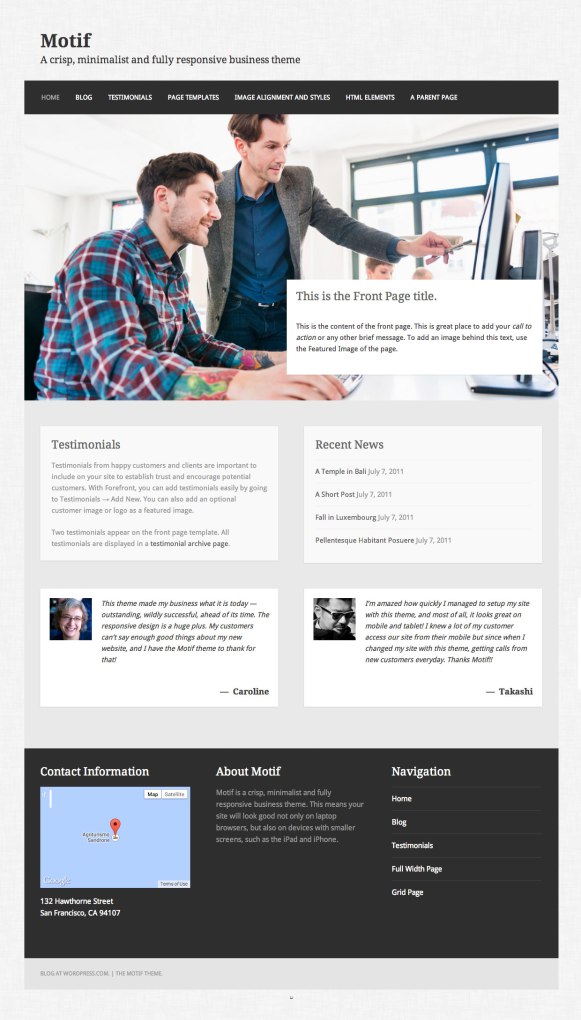 Motif
A crisp, minimalist and fully responsive business theme
HOME BLOG TESTIMONIALS PAGE TEMPLATES IMAGE ALIGNMENT AND STYLES HTML ELEMENTS A PARENT PAGE
This is the Front Page title.
This is the content of the front page. This is great place to add your call to
action or any other brief message. To add an image behind this text, use
the Featured Image of the page.
Testimonials
Testimonials from happy customers and clients are important to
include on your site to establish trust and encourage potential
customers. With Forefront, you can add testimonials easily by going
to Testimonials → Add New. You can also add an optional
customer image or logo as a featured image.
Two testimonials appear on the front page template. All
testimonials are displayed in a testimonial archive page.
Recent News
A Temple in Bali July 7, 2011
A Short Post July 7, 2011
Fall in Luxembourg July 7, 2011
Pellentesque Habitant Posuere July 7, 2011
This theme made my business what it is today —
outstanding, wildly successful, ahead of its time. The
responsive design is a huge plus. My customers
can't say enough good things about my new
website, and I have the Motif theme to thank for
that!
— Caroline
I'm amazed how quickly I managed to setup my site
with this theme, and most of all, it looks great on
mobile and tablet! I knew a lot of my customer
access our site from their mobile but since when I
changed my site with this theme, getting calls from
new customers everyday. Thanks Motif!!
— Takashi
Contact Information
Map Satellite
Agriturismo
Sandrone
Google
Terms of Use
132 Hawthorne Street
San Francisco, CA 94107
About Motif
Motif is a crisp, minimalist and fully
responsive business theme. This means your
site will look good not only on laptop
browsers, but also on devices with smaller
screens, such as the iPad and iPhone.
Navigation
Home
Blog
Testimonials
Full Width Page
Grid Page
BLOG AT WORDPRESS.COM. | THE MOTIF THEME.